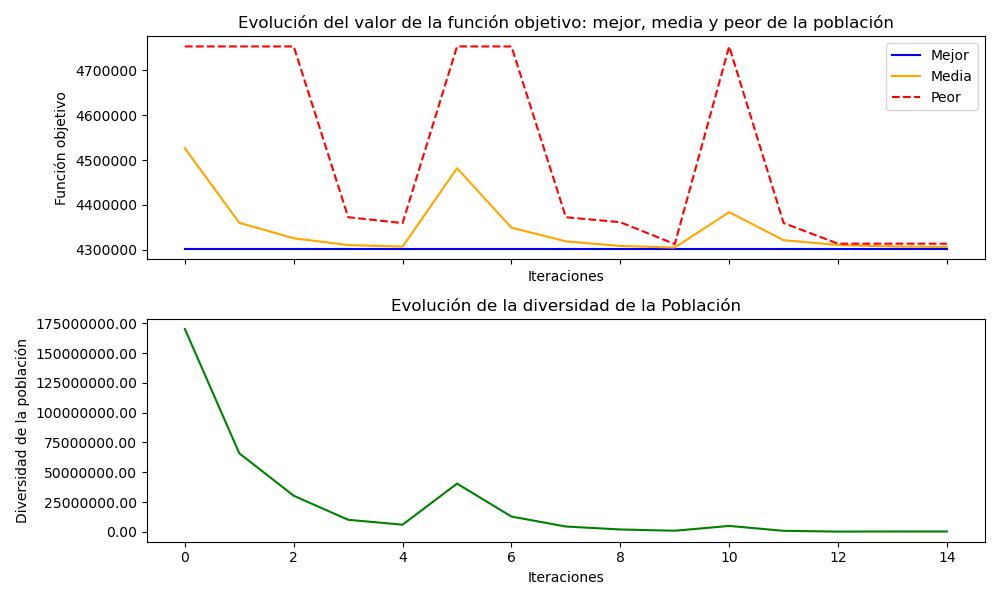 Evolución del valor de la función objetivo: mejor, media y peor de la población
Función objetivo
4700000
4600000
4500000
4400000
4300000
Mejor
Media
Peor
Iteraciones
Evolución de la diversidad de la Población
Diversidad de la población
175000000.00
150000000.00
125000000.00
100000000.00
75000000.00
50000000.00
25000000.00
0.00
0 2 4 6 8 10 12 14
Iteraciones